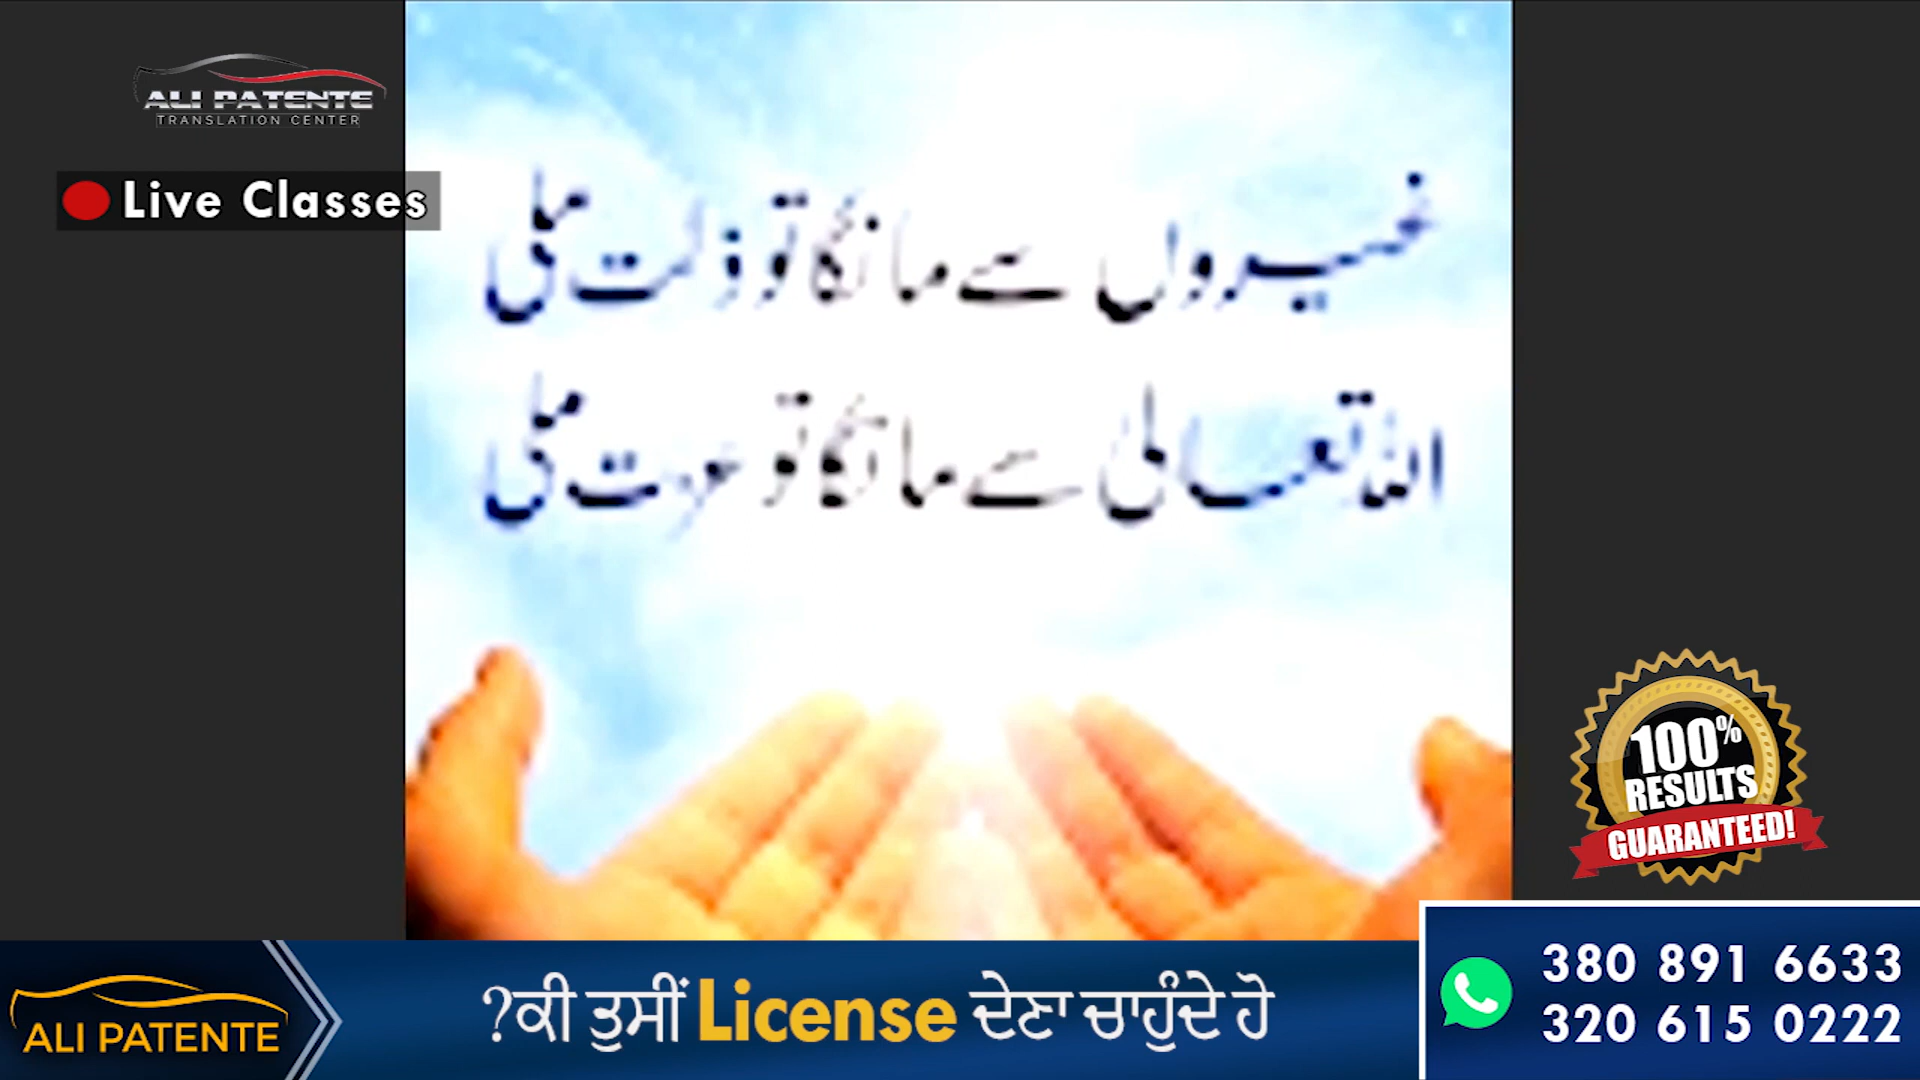 ALI PATENTE
TRANSLATION CENTER
Live Classes
غیروں سے مانگا تو ذلت ملی
اللہ تعالیٰ سے مانگا تو عزت ملی
100%
RESULTS
GUARANTEED!
ALI PATENTE
?ਕੀ ਤੁਸੀਂ License ਦੇਣਾ ਚਾਹੁੰਦੇ ਹੋ
380 891 6633
320 615 0222